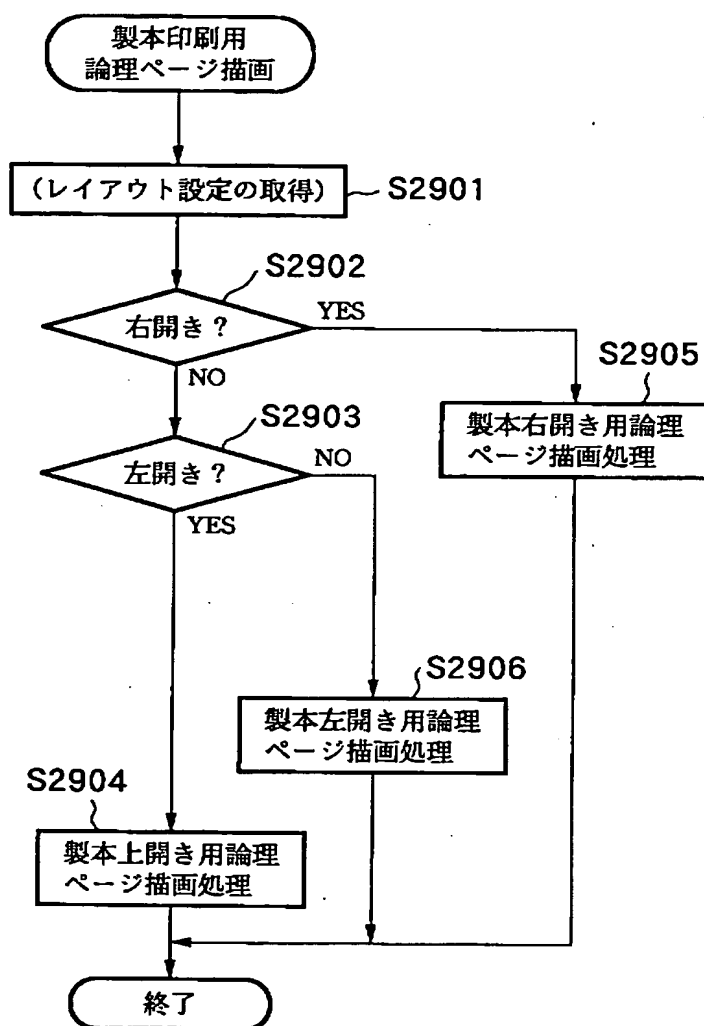 製本印刷用
論理ページ描画
(レイアウト設定の取得)
S2901
S2902
右開き?
YES
NO
S2905
製本右開き用論理
ページ描画処理
S2903
左開き?
NO
YES
S2906
製本左開き用論理
ページ描画処理
S2904
製本上開き用論理
ページ描画処理
終了